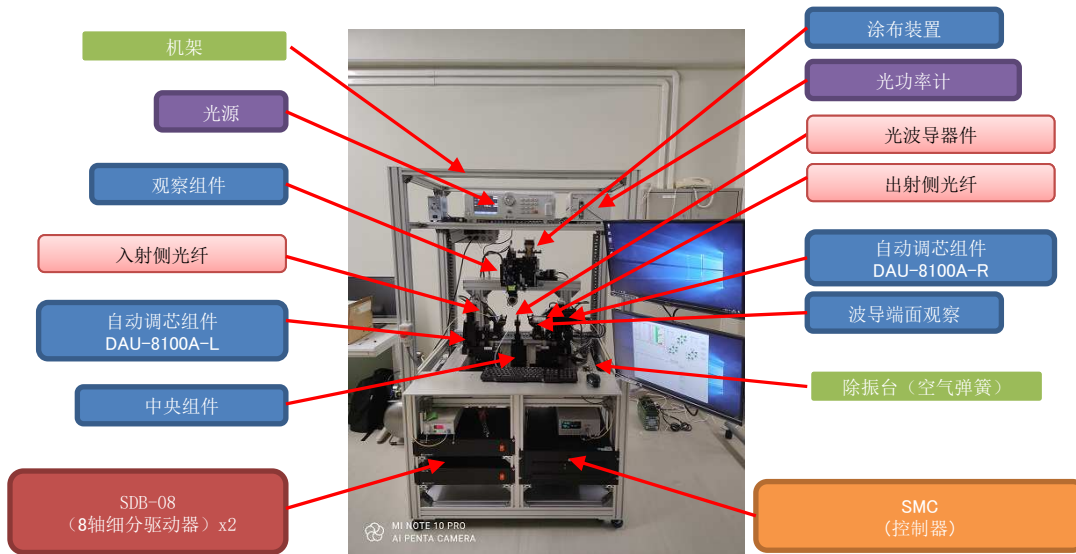 机架
光源
观察组件
入射侧光纤
自动调芯组件
DAU-8100A-L
中央组件
SDB-08
（8轴细分驱动器）x2
涂布装置
光功率计
光波导器件
出射侧光纤
自动调芯组件
DAU-8100A-R
波导端面观察
除振台（空气弹簧）
SMC
(控制器)
MI NOTE 10 PRO
AI PENTA CAMERA